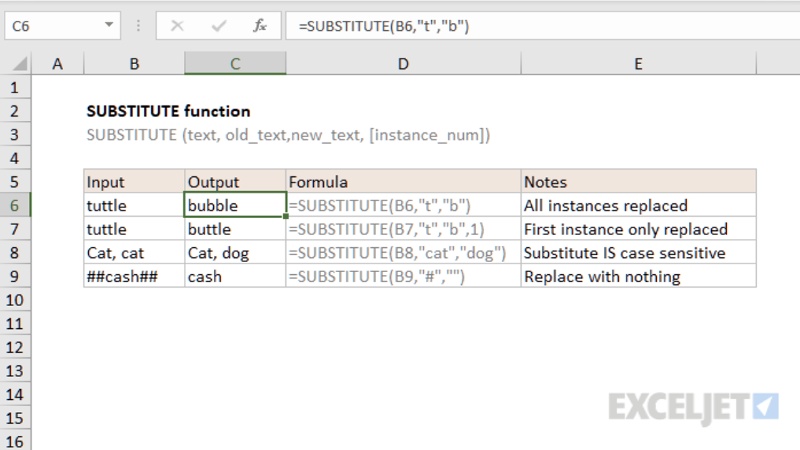 C6 fx =SUBSTITUTE(B6,"t","b")
A B C D E
1
2 SUBSTITUTE function
3 SUBSTITUTE (text, old_text,new_text, [instance_num])
4
5 Input Output Formula Notes
6 tuttle bubble =SUBSTITUTE(B6,"t","b") All instances replaced
7 tuttle buttle =SUBSTITUTE(B7,"t","b",1) First instance only replaced
8 Cat, cat Cat, dog =SUBSTITUTE(B8,"cat","dog") Substitute IS case sensitive
9 ##cash## cash =SUBSTITUTE(B9,"#","") Replace with nothing
10
11
12
13
14 EXCELJET
15
16